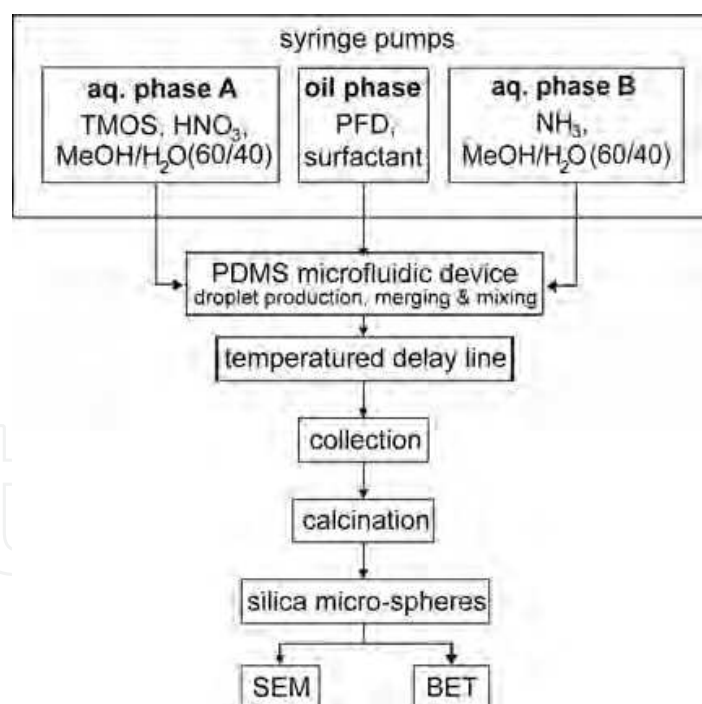 syringe pumps
aq. phase A
TMOS, HNO₃,
MeOH/H₂O(60/40)
oil phase
PFD,
surfactant
aq. phase B
NH₃,
MeOH/H₂O(60/40)
PDMS microfluidic device
droplet production, merging & mixing
temperatured delay line
collection
calcination
silica micro-spheres
SEM
BET